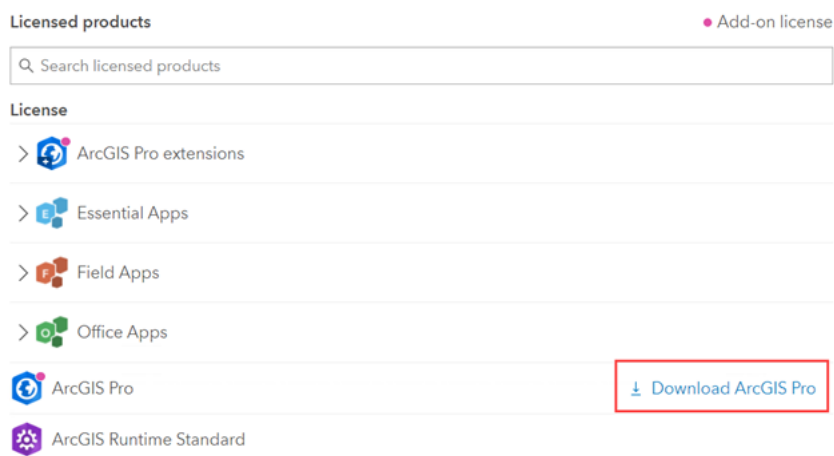 Licensed products
Add-on license
Search licensed products
License
ArcGIS Pro extensions
E
Essential Apps
F
Field Apps
O
Office Apps
ArcGIS Pro
Download ArcGIS Pro
ArcGIS Runtime Standard